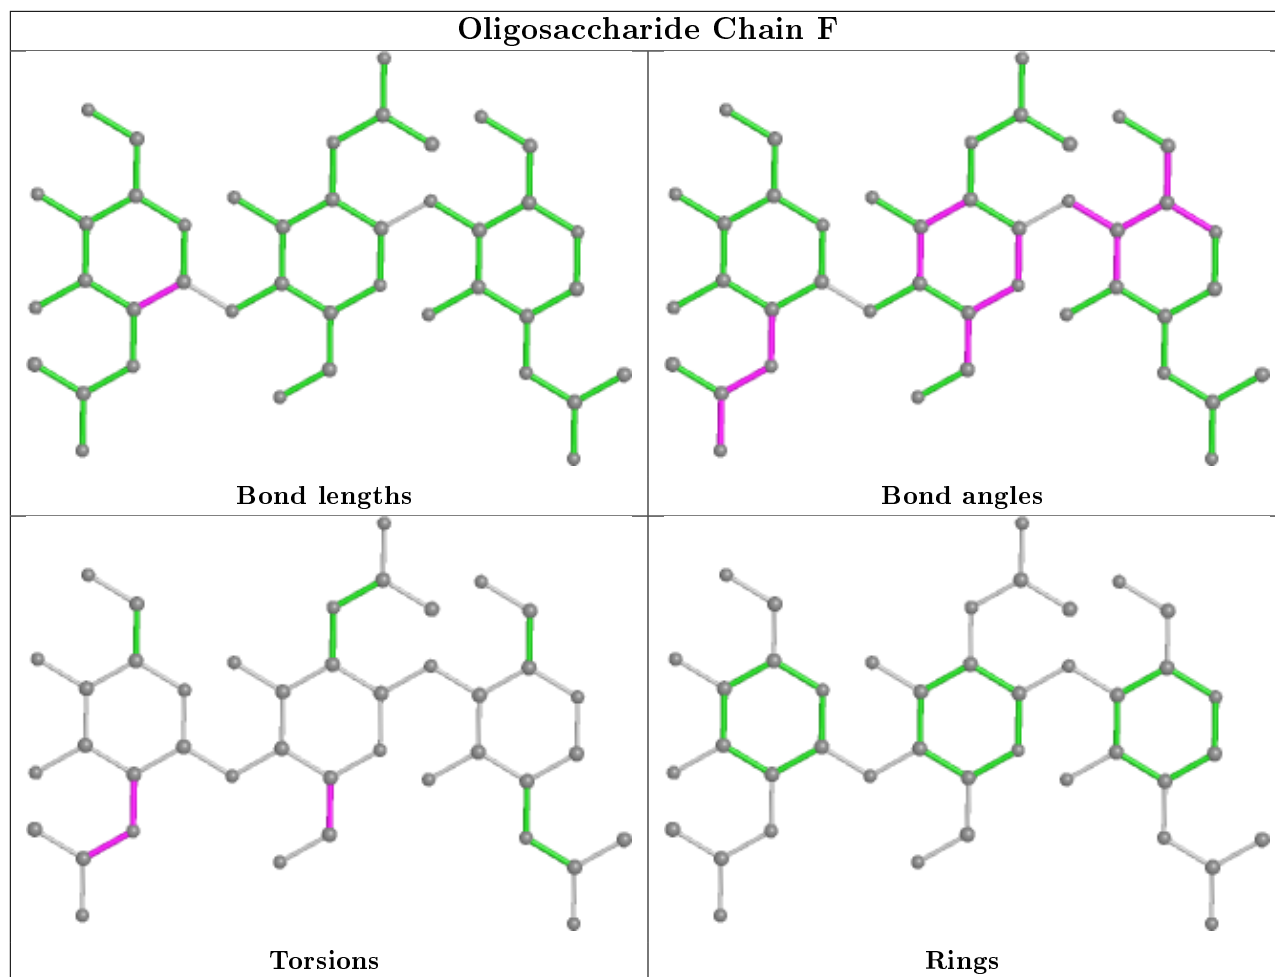 Oligosaccharide Chain F
Bond lengths
Bond angles
Torsions
Rings